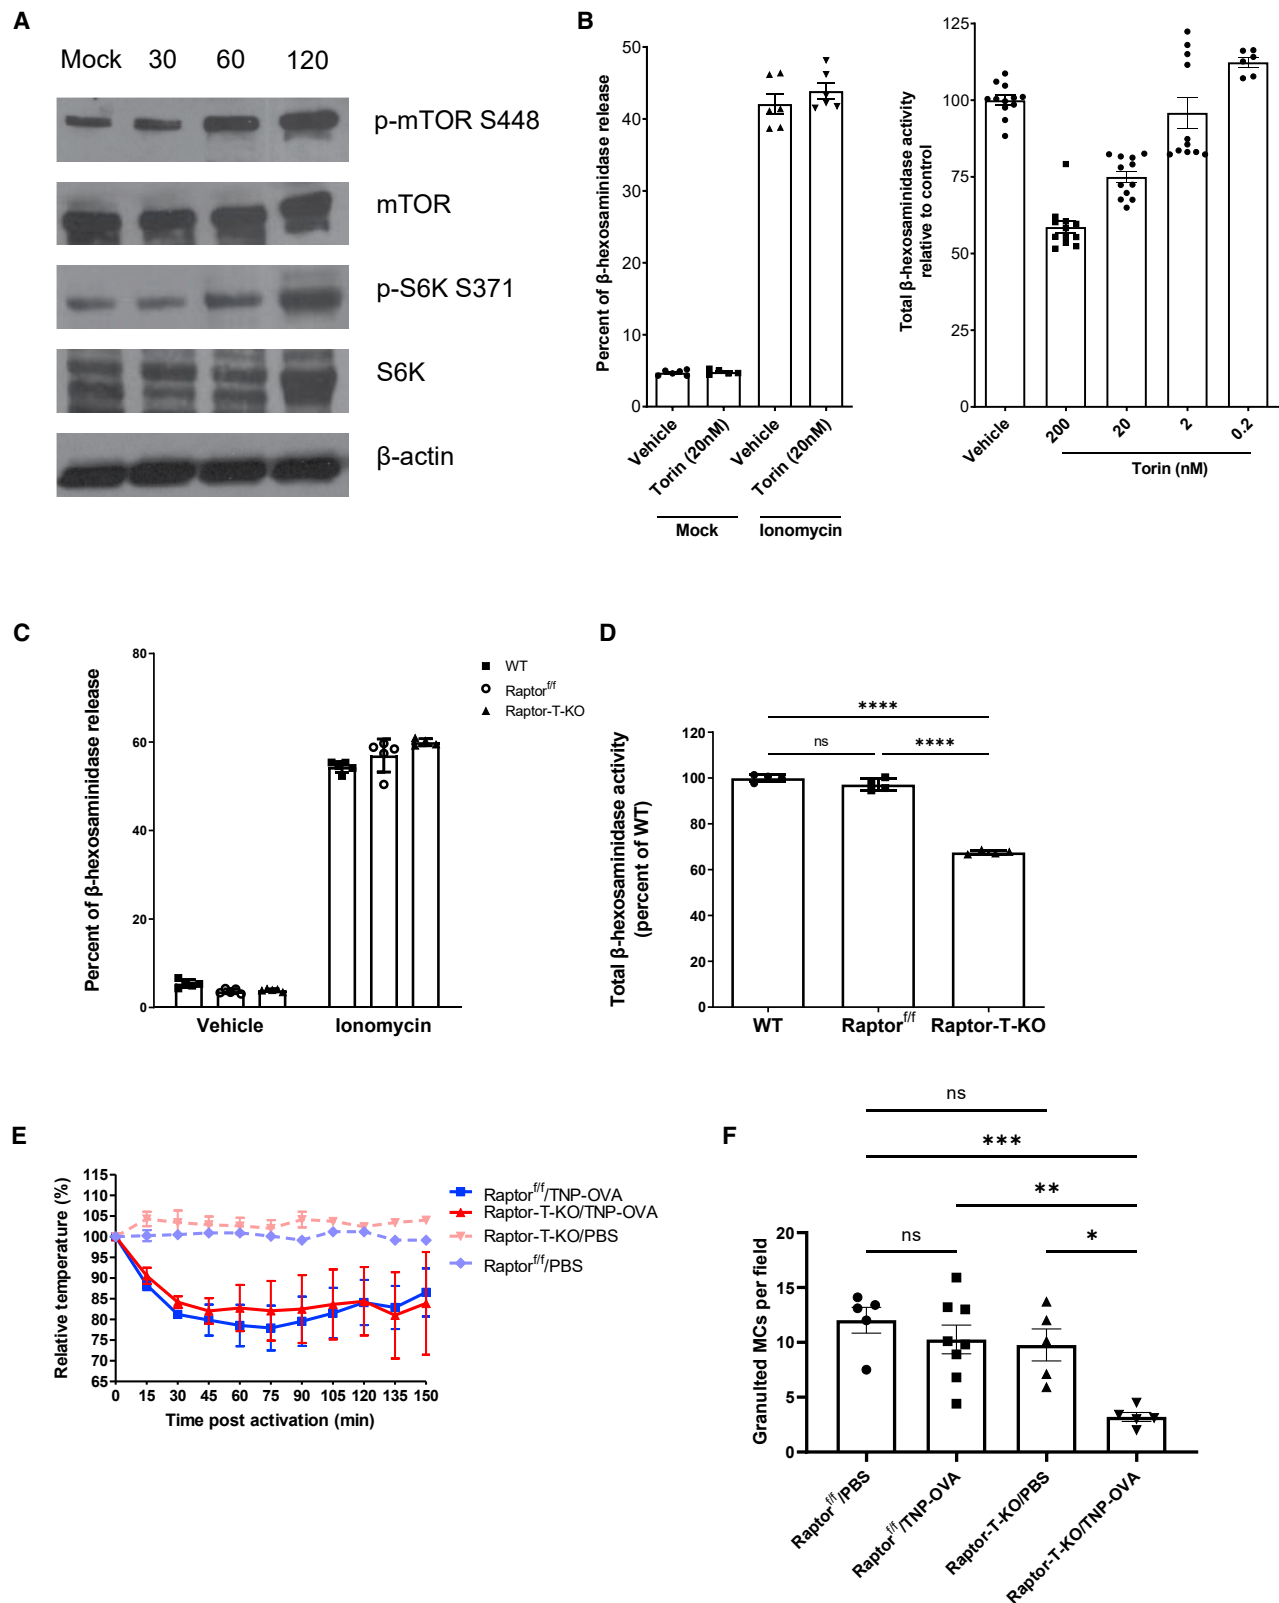 A
Mock 30 60 120
p-mTOR S448
mTOR
p-S6K S371
S6K
β-actin
B
Percent of β-hexosaminidase release
50
40
30
20
10
0
Vehicle
Torin (20nM)
Vehicle
Torin (20nM)
Mock
Ionomycin
Total β-hexosaminidase activity
relative to control
125
100
75
50
25
0
Vehicle
200
20
2
0.2
Torin (nM)
C
Percent of β-hexosaminidase release
80
60
40
20
0
Vehicle
Ionomycin
WT
Raptorf/f
Raptor-T-KO
D
Total β-hexosaminidase activity
(percent of WT)
120
100
80
60
40
20
0
****
ns
****
WT
Raptorf/f
Raptor-T-KO
E
Relative temperature (%)
115
110
105
100
95
90
85
80
75
70
65
0 15 30 45 60 75 90 105 120 135 150
Time post activation (min)
Raptorf/f/TNP-OVA
Raptor-T-KO/TNP-OVA
Raptor-T-KO/PBS
Raptorf/f/PBS
F
Granulted MCs per field
20
15
10
5
0
ns
***
**
ns
*
Raptorf/f/PBS
Raptorf/f/TNP-OVA
Raptor-T-KO/PBS
Raptor-T-KO/TNP-OVA